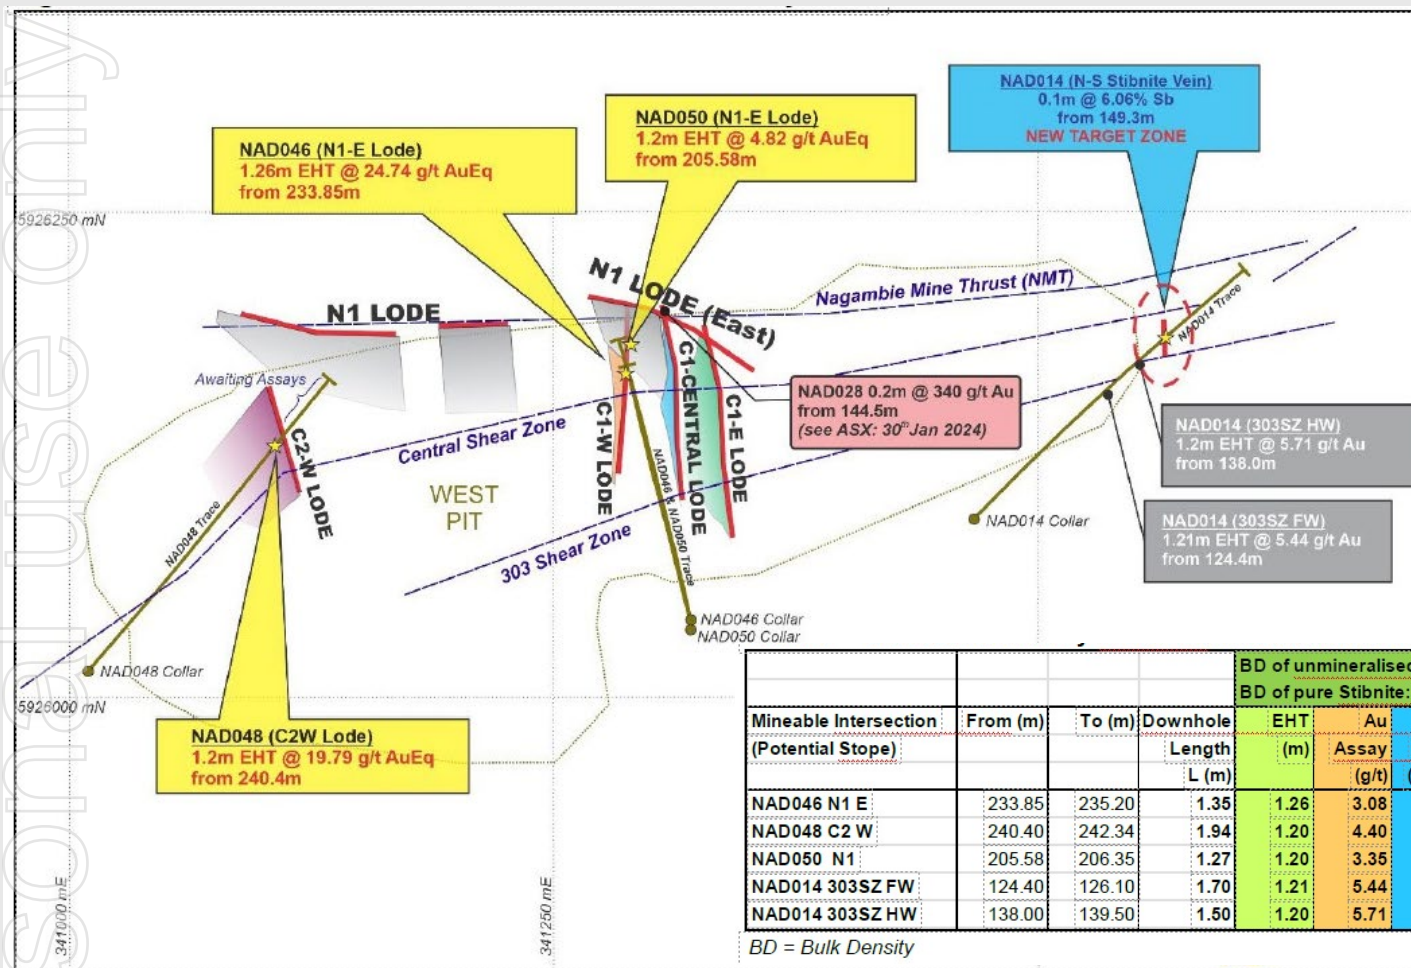 sonal use only
NAD014 (N-S Stibnite Vein)
0.1m @ 6.06% Sb
from 149.3m
NEW TARGET ZONE
NAD050 (N1-E Lode)
1.2m EHT @ 4.82 g/t AuEq
from 205.58m
NAD046 (N1-E Lode)
1.26m EHT @ 24.74 g/t AuEq
from 233.85m
5926250 mN
N1 LODE (East)
Nagambie Mine Thrust (NMT)
N1 LODE
NAD014 Trace
Awaiting Assays
C1-CENTRAL LODE
NAD028 0.2m @ 340 g/t Au
from 144.5m
(see ASX: 30th Jan 2024)
C1-W LODE
C1-E LODE
C2-W LODE
Central Shear Zone
NAD014 (303SZ HW)
1.2m EHT @ 5.71 g/t Au
from 138.0m
WEST
PIT
NAD046 & NAD050 Trace
NAD048 Trace
NAD014 Collar
NAD014 (303SZ FW)
1.21m EHT @ 5.44 g/t Au
from 124.4m
303 Shear Zone
NAD046 Collar
NAD050 Collar
NAD048 Collar
5926000 mN
NAD048 (C2W Lode)
1.2m EHT @ 19.79 g/t AuEq
from 240.4m
341000 mE
341250 mE
BD of unmineralised
BD of pure Stibnite:
Mineable Intersection From (m) To (m) Downhole EHT Au
(Potential Stope) Length (m) Assay
L (m) (g/t) (
NAD046 N1 E 233.85 235.20 1.35 1.26 3.08
NAD048 C2 W 240.40 242.34 1.94 1.20 4.40
NAD050 N1 205.58 206.35 1.27 1.20 3.35
NAD014 303SZ FW 124.40 126.10 1.70 1.21 5.44
NAD014 303SZ HW 138.00 139.50 1.50 1.20 5.71
BD = Bulk Density